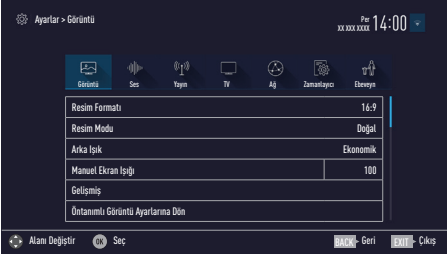 Ayarlar > Görüntü
Per
xx xxx xxxx 14:00
Görüntü Ses Yayın TV Ağ Zamanlayıcı Ebeveyn
Resim Formatı 16:9
Resim Modu Doğal
Arka Işık Ekonomik
Manuel Ekran Işığı 100
Gelişmiş
Öntanımlı Görüntü Ayarlarına Dön
Alanı Değiştir OK Seç BACK Geri EXIT Çıkış